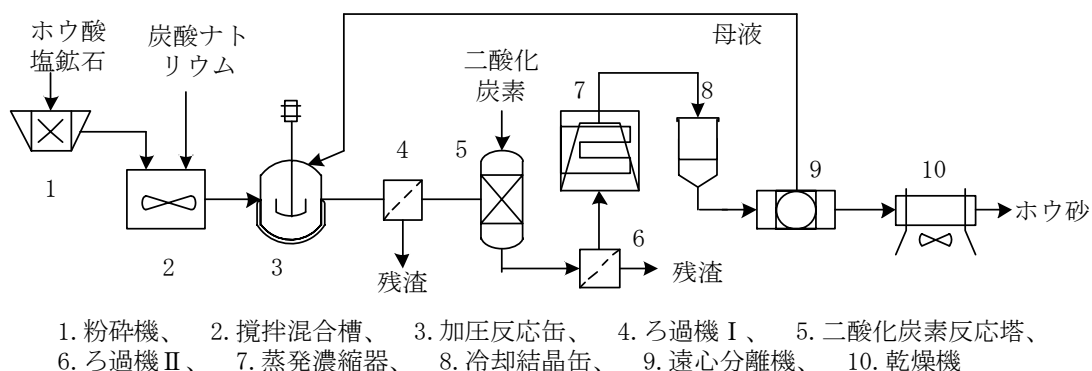 ホウ酸
塩鉱石
炭酸ナト
リウム
二酸化
炭素
母液
1
2
3
4
5
6
7
8
9
10
残渣
残渣
ホウ砂
1.粉砕機、 2.攪拌混合槽、 3.加圧反応缶、 4.ろ過機Ⅰ、 5.二酸化炭素反応塔、
6.ろ過機Ⅱ、 7.蒸発濃縮器、 8.冷却結晶缶、 9.遠心分離機、 10.乾燥機